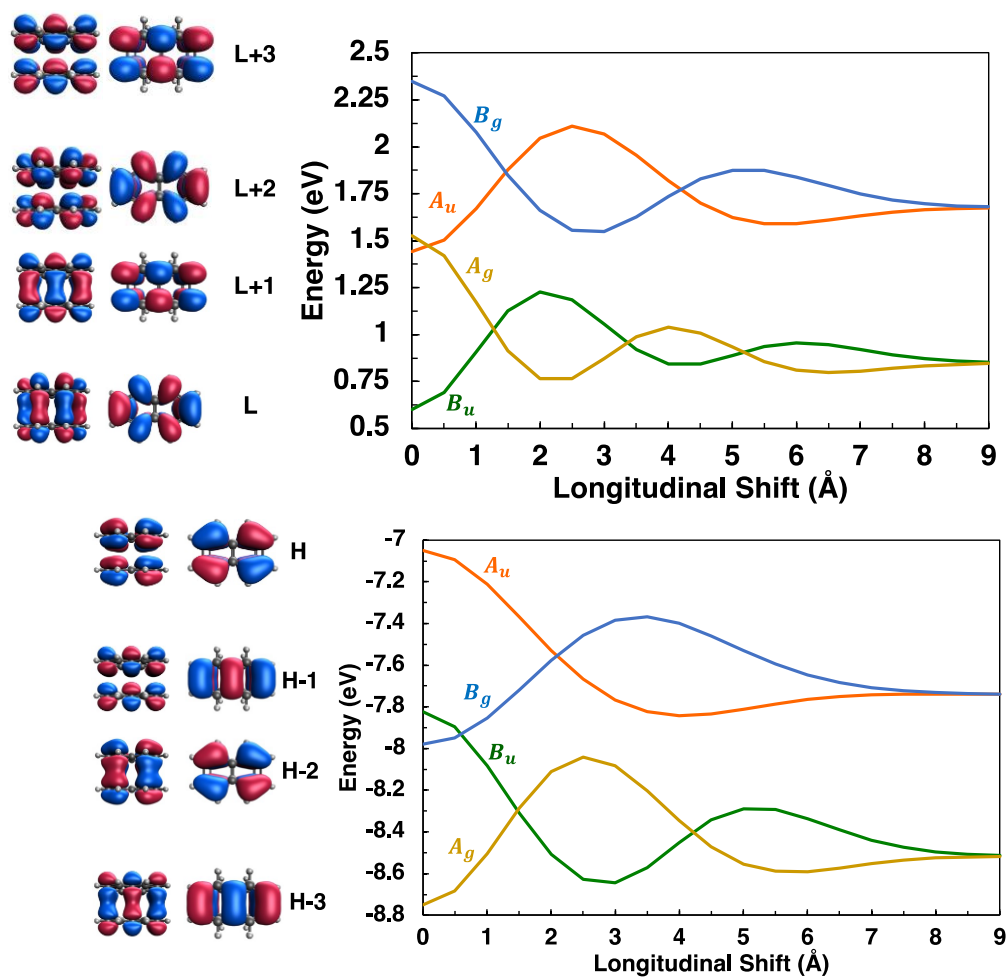 L+3
L+2
L+1
L
2.5
2.25
2
1.75
1.5
1.25
1
0.75
0.5
Energy (eV)
B_g
A_u
A_g
B_u
0 1 2 3 4 5 6 7 8 9
Longitudinal Shift (Å)
H
H-1
H-2
H-3
-7
-7.2
-7.4
-7.6
-7.8
-8
-8.2
-8.4
-8.6
-8.8
Energy (eV)
A_u
B_g
B_u
A_g
0 1 2 3 4 5 6 7 8 9
Longitudinal Shift (Å)